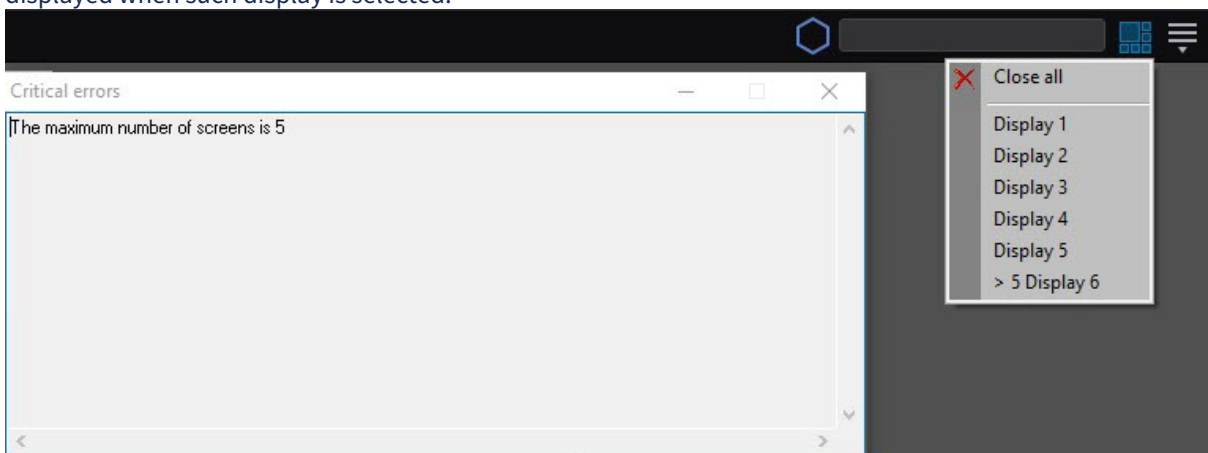 displayed when such display is selected.
Critical errors
The maximum number of screens is 5
Close all
Display 1
Display 2
Display 3
Display 4
Display 5
> 5 Display 6